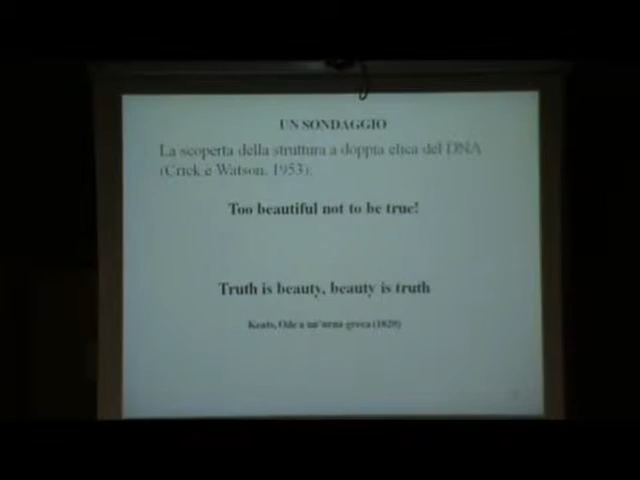 UN SONDAGGIO
La scoperta della struttura a doppia elica del DNA
(Crick e Watson, 1953):
Too beautiful not to be true!
Truth is beauty, beauty is truth
Keats, Ode a un'urna greca (1820)